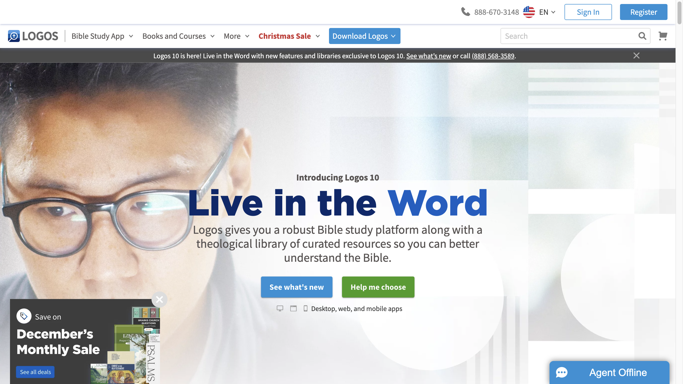 888-670-3148 EN Sign In Register
LOGOS Bible Study App Books and Courses More Christmas Sale Download Logos Search
Logos 10 is here! Live in the Word with new features and libraries exclusive to Logos 10. See what's new or call (888) 568-3589.
Introducing Logos 10
Live in the Word
Logos gives you a robust Bible study platform along with a
theological library of curated resources so you can better
understand the Bible.
See what's new Help me choose
Desktop, web, and mobile apps
Save on
December's
Monthly Sale
See all deals
PSALMS
Agent Offline